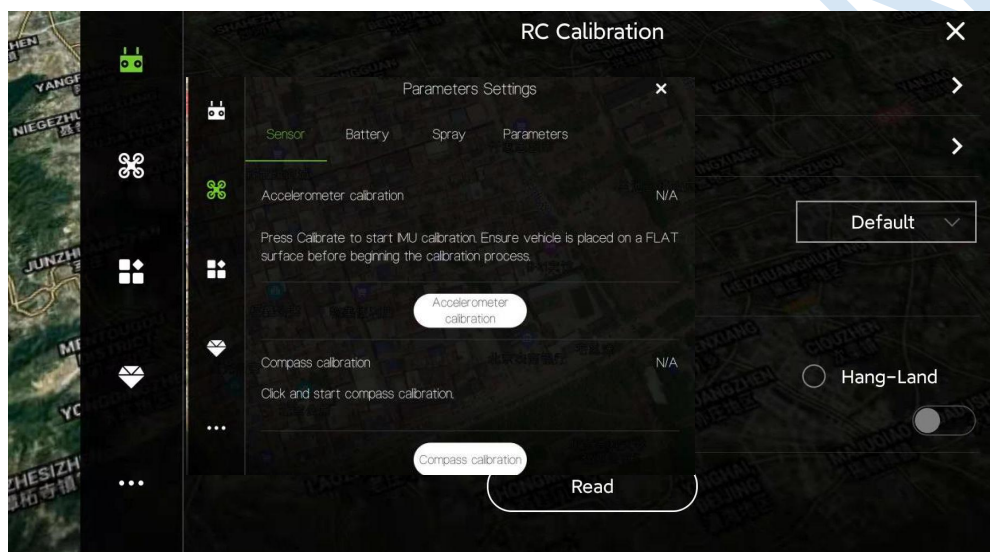 RC Calibration
Parameters Settings
Sensor Battery Spray Parameters
Accelerometer calibration N/A
Press Calibrate to start IMU calibration. Ensure vehicle is placed on a FLAT
surface before beginning the calibration process.
Accelerometer
calibration
Compass calibration N/A
Click and start compass calibration.
Compass calibration
Default
Hang-Land
Read
NIEGEZHU